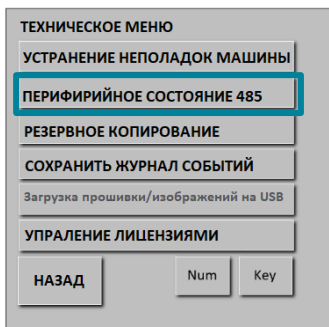 ТЕХНИЧЕСКОЕ МЕНЮ
УСТРАНЕНИЕ НЕПОЛАДОК МАШИНЫ
ПЕРИФИРИЙНОЕ СОСТОЯНИЕ 485
РЕЗЕРВНОЕ КОПИРОВАНИЕ
СОХРАНИТЬ ЖУРНАЛ СОБЫТИЙ
Загрузка прошивки/изображений на USB
УПРАЛЕНИЕ ЛИЦЕНЗИЯМИ
НАЗАД Num Key